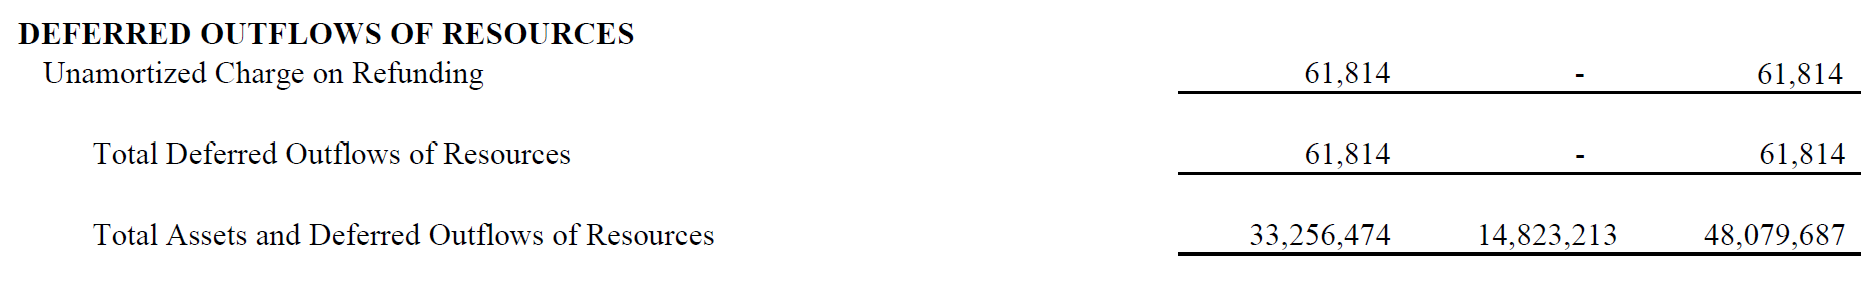 DEFERRED OUTFLOWS OF RESOURCES
Unamortized Charge on Refunding 61,814 - 61,814
Total Deferred Outflows of Resources 61,814 - 61,814
Total Assets and Deferred Outflows of Resources 33,256,474 14,823,213 48,079,687